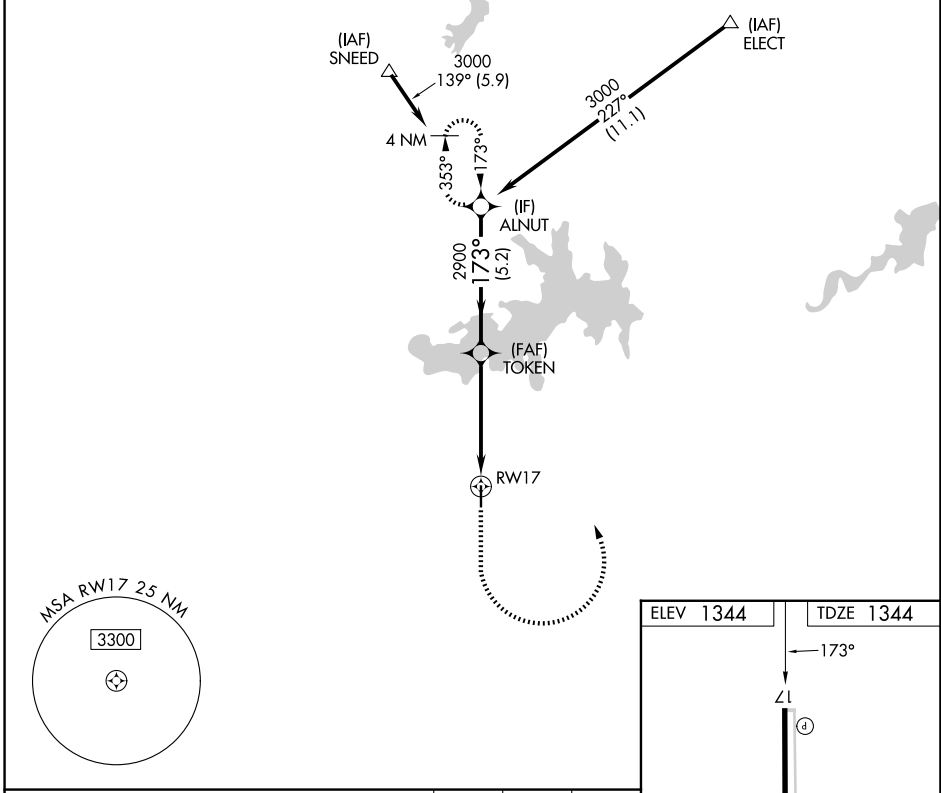 (IAF)
SNEED
3000
139° (5.9)
(IAF)
ELECT
3000
227°
(11.1)
4 NM
353°
173°
(IF)
ALNUT
2900
173°
(5.2)
(FAF)
TOKEN
RW17
MSA RW17 25 NM
3300
ELEV 1344
TDZE 1344
173°
17
P